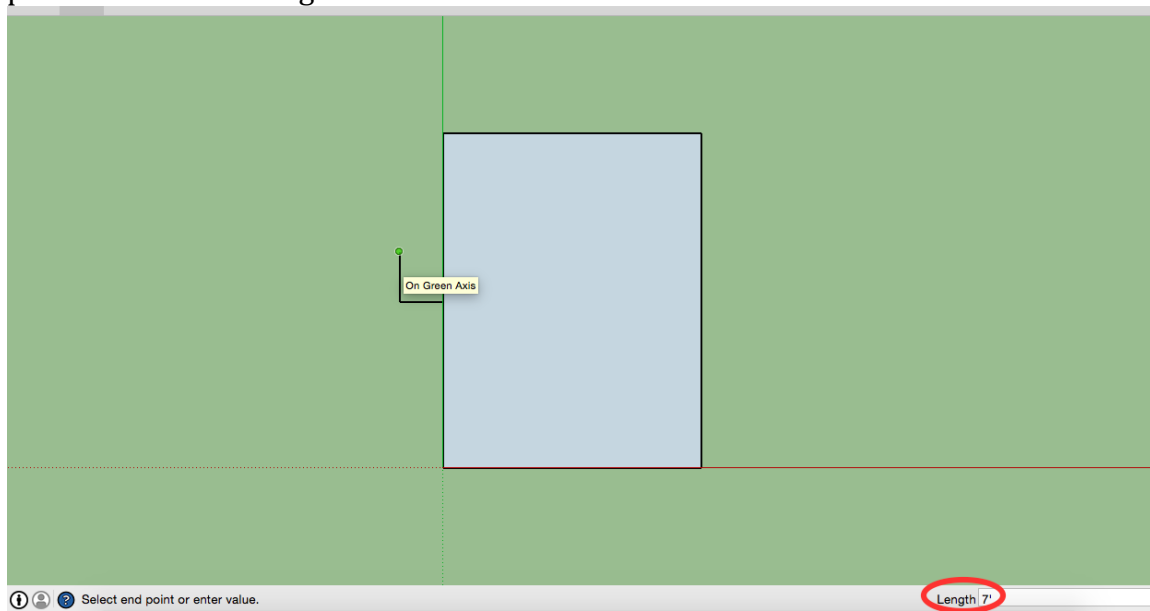 On Green Axis
Select end point or enter value.
Length 7'